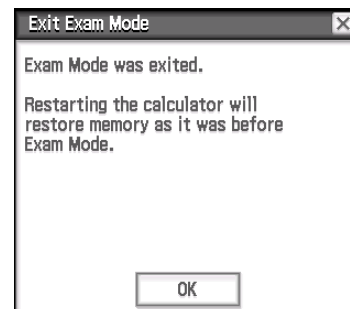 Exit Exam Mode
Exam Mode was exited.
Restarting the calculator will
restore memory as it was before
Exam Mode.
OK